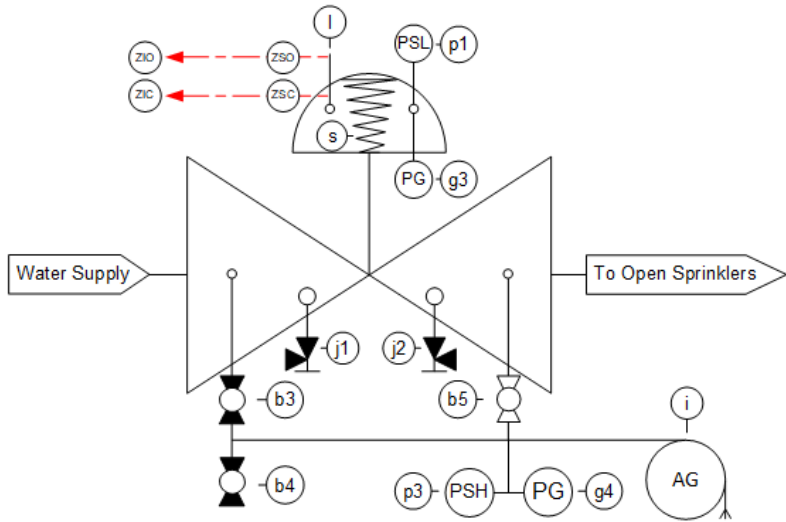 l
PSL
p1
ZIO
ZSO
ZIC
ZSC
s
PG
g3
Water Supply
To Open Sprinklers
j1
j2
b3
b5
i
b4
p3
PSH
PG
g4
AG